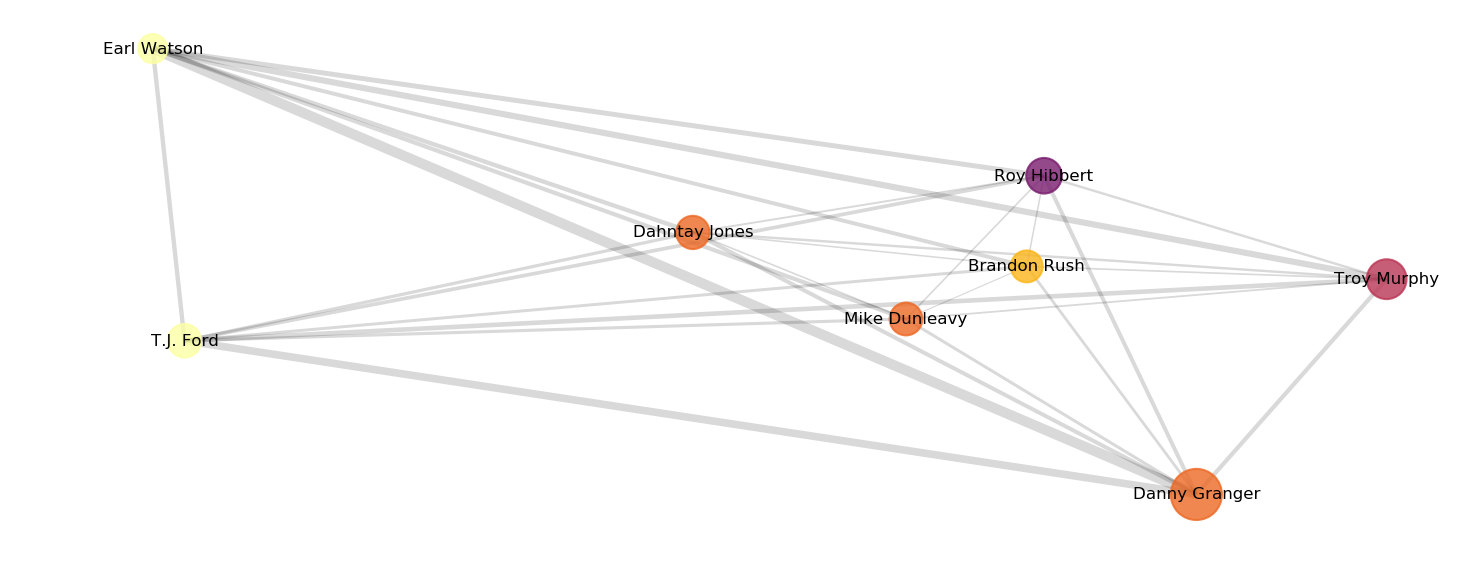 Earl Watson
Roy Hibbert
Dahntay Jones
Brandon Rush
Troy Murphy
Mike Dunleavy
T.J. Ford
Danny Granger